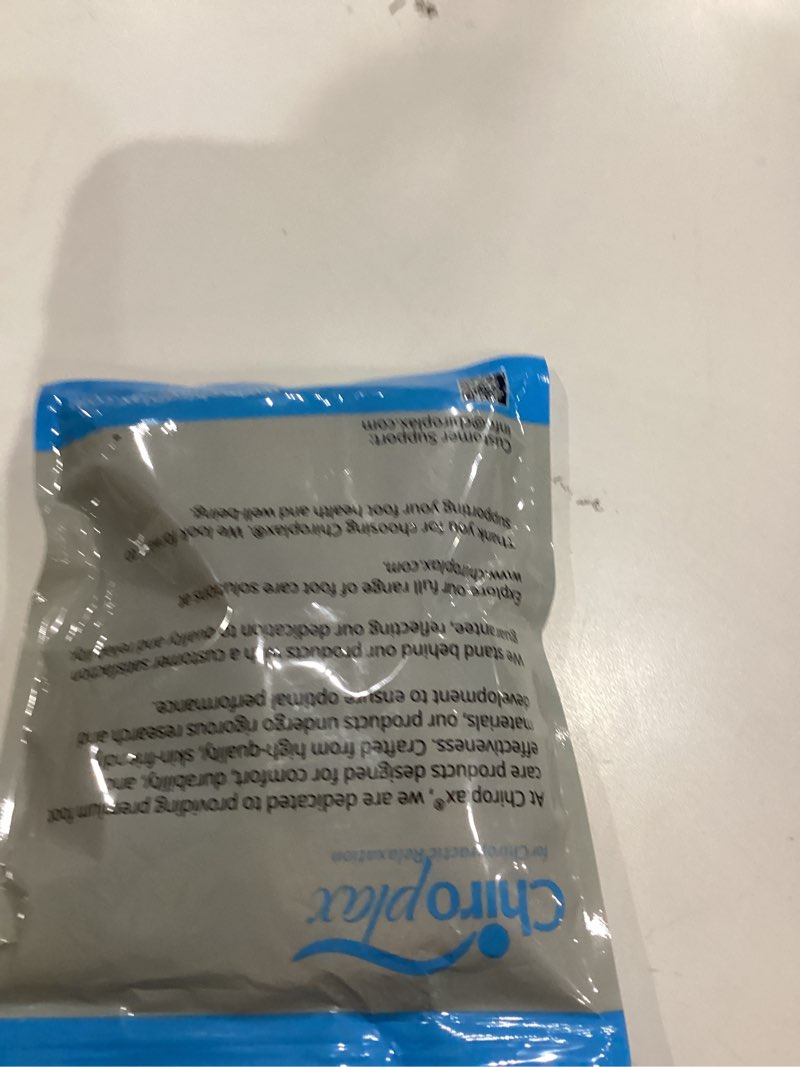 Chiroplax
for Chiropractic Relaxation
At Chiroplax®, we are dedicated to providing premium foot
care products designed for comfort, durability, and
effectiveness. Crafted from high-quality, skin-friendly
materials, our products undergo rigorous research and
development to ensure optimal performance.
We stand behind our products with a customer satisfaction
guarantee, reflecting our dedication to quality and reliability.
Explore our full range of foot care solutions at
www.chiroplax.com.
Thank you for choosing Chiroplax®. We look forward to
supporting your foot health and well-being.
Customer Support:
info@chiroplax.com